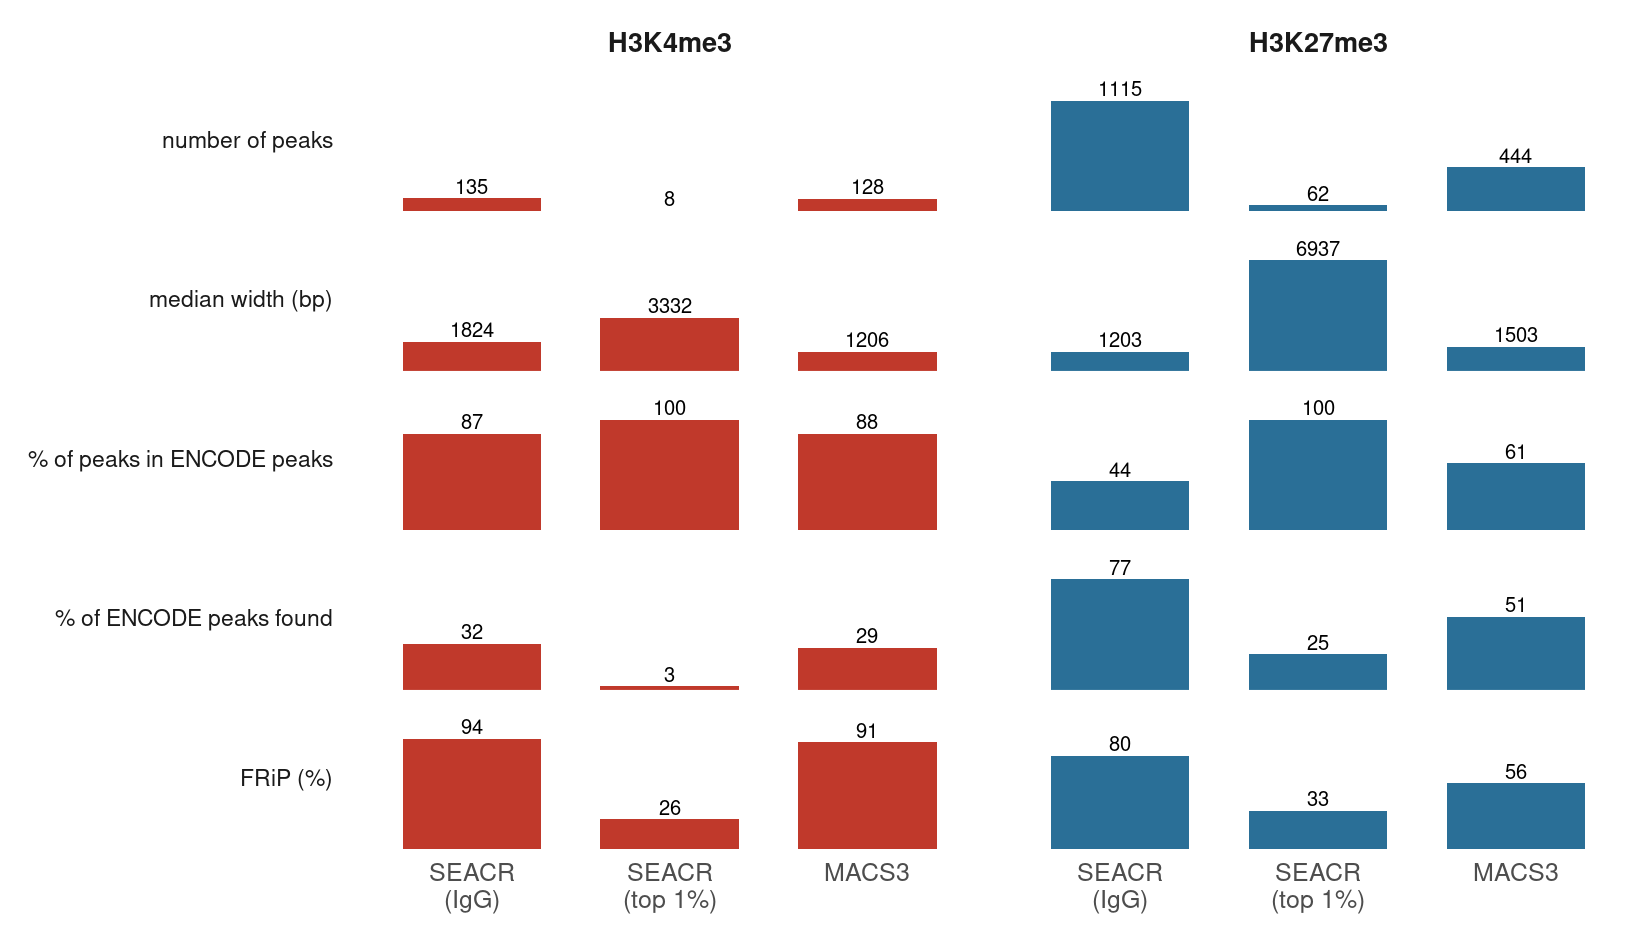 H3K4me3 H3K27me3
number of peaks 135 8 128 1115 62 444
median width (bp) 1824 3332 1206 1203 6937 1503
% of peaks in ENCODE peaks 87 100 88 44 100 61
% of ENCODE peaks found 32 3 29 77 25 51
FRiP (%) 94 26 91 80 33 56
SEACR SEACR MACS3 SEACR SEACR MACS3
(IgG) (top 1%) (IgG) (top 1%)